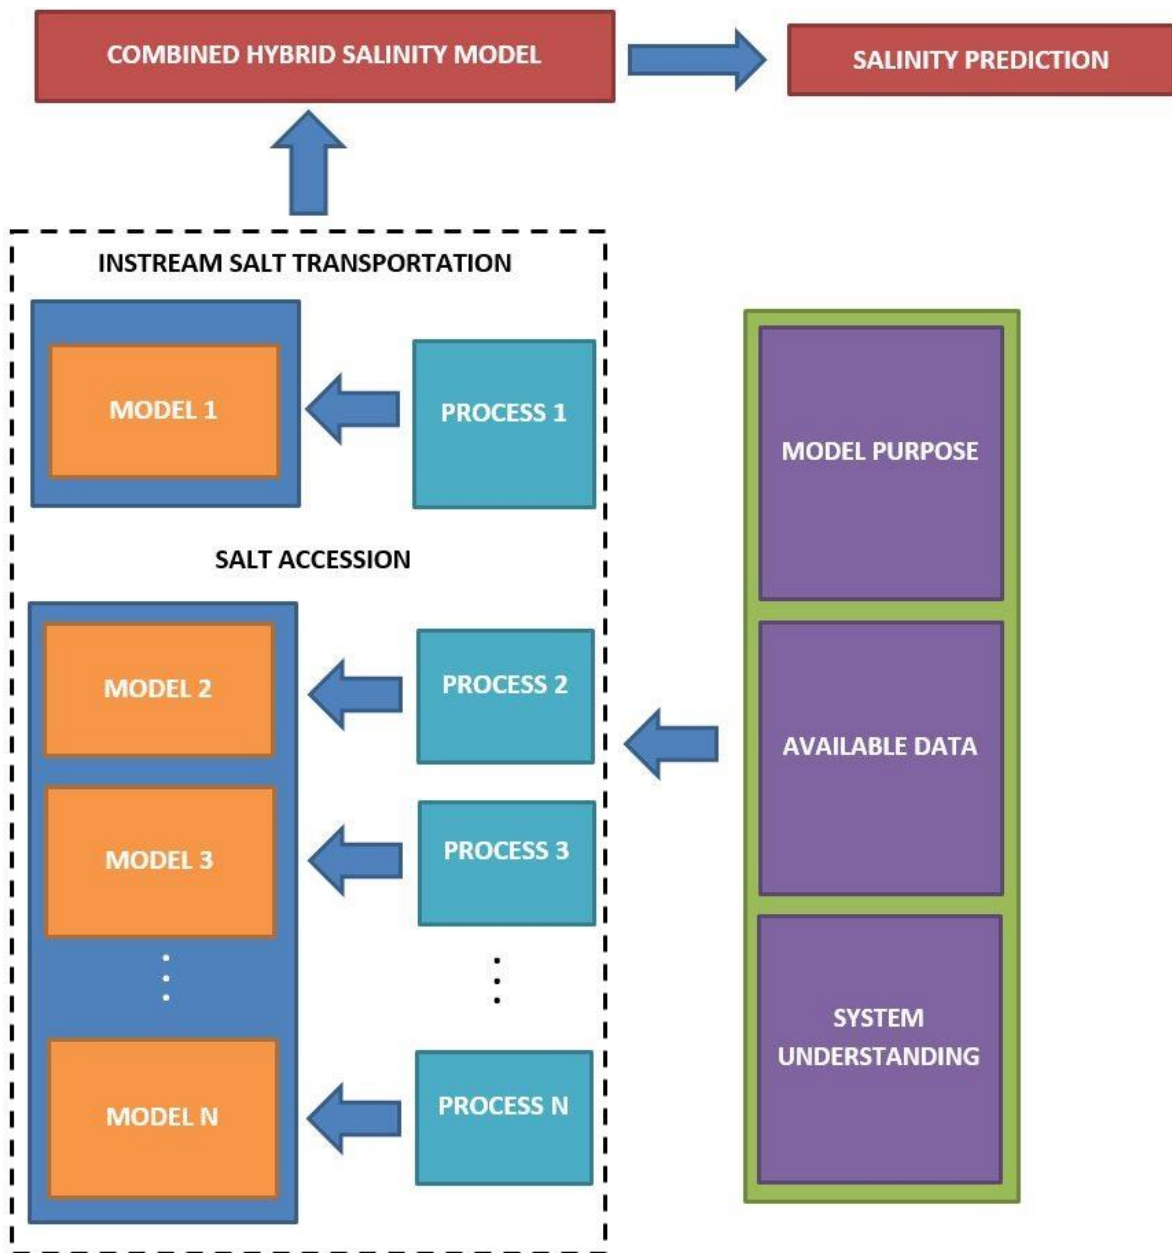 COMBINED HYBRID SALINITY MODEL
SALINITY PREDICTION
INSTREAM SALT TRANSPORTATION
MODEL 1
PROCESS 1
SALT ACCESSION
MODEL 2
PROCESS 2
MODEL 3
PROCESS 3
MODEL N
PROCESS N
MODEL PURPOSE
AVAILABLE DATA
SYSTEM
UNDERSTANDING